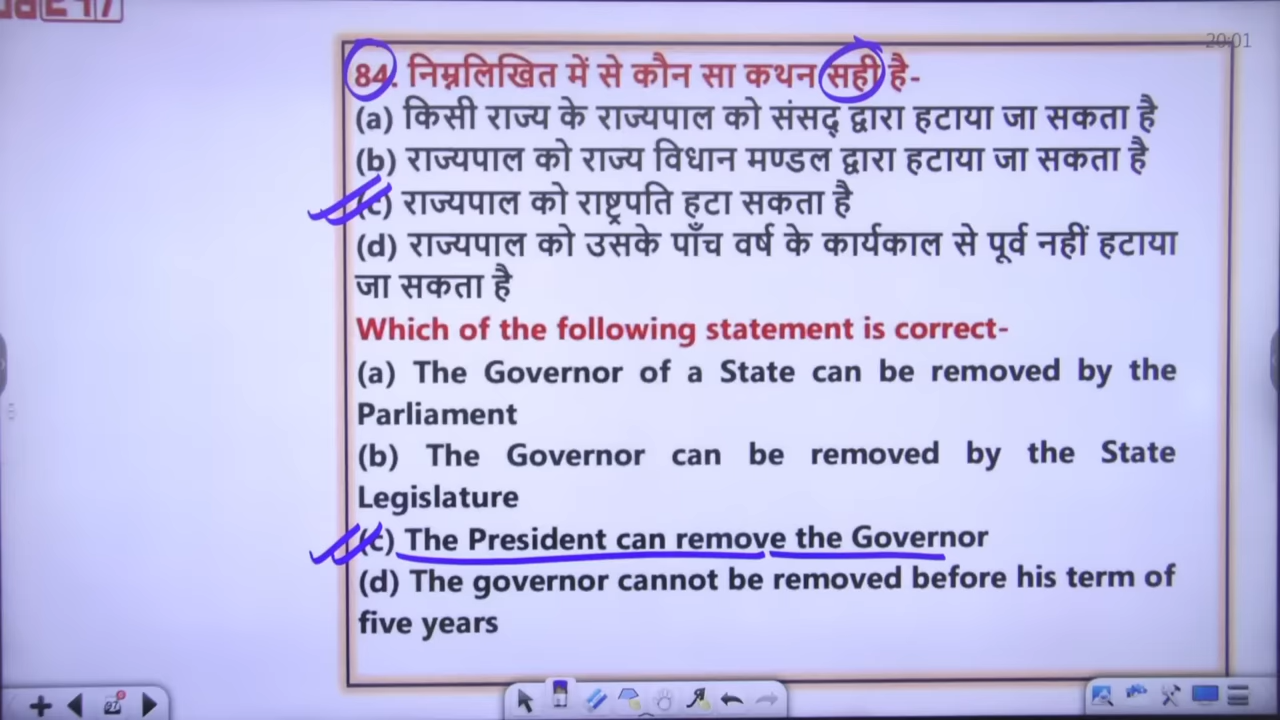 20:01
84. निम्नलिखित में से कौन सा कथन सही है-
(a) किसी राज्य के राज्यपाल को संसद् द्वारा हटाया जा सकता है
(b) राज्यपाल को राज्य विधान मण्डल द्वारा हटाया जा सकता है
(c) राज्यपाल को राष्ट्रपति हटा सकता है
(d) राज्यपाल को उसके पाँच वर्ष के कार्यकाल से पूर्व नहीं हटाया
जा सकता है
Which of the following statement is correct-
(a) The Governor of a State can be removed by the
Parliament
(b) The Governor can be removed by the State
Legislature
(c) The President can remove the Governor
(d) The governor cannot be removed before his term of
five years